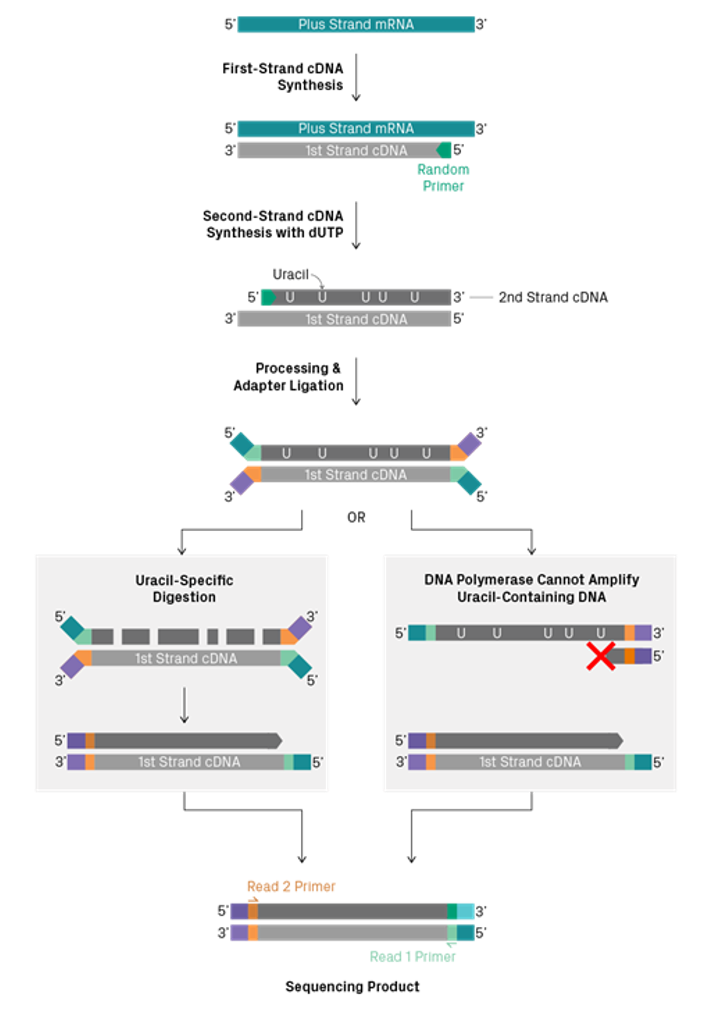 5' Plus Strand mRNA 3'
First-Strand cDNA
Synthesis
5' Plus Strand mRNA 3'
3' 1st Strand cDNA 5'
Random
Primer
Second-Strand cDNA
Synthesis with dUTP
Uracil
5' U U U U U 3' 2nd Strand cDNA
3' 1st Strand cDNA 5'
Processing &
Adapter Ligation
5' 3'
U U U U U
1st Strand cDNA
3' 5'
OR
Uracil-Specific
Digestion
5' 3'
1st Strand cDNA
3' 5'
5'
3' 1st Strand cDNA 5'
DNA Polymerase Cannot Amplify
Uracil-Containing DNA
5' U U U U U 3'
5'
5'
3' 1st Strand cDNA 5'
Read 2 Primer
5' 3'
3' 5'
Read 1 Primer
Sequencing Product